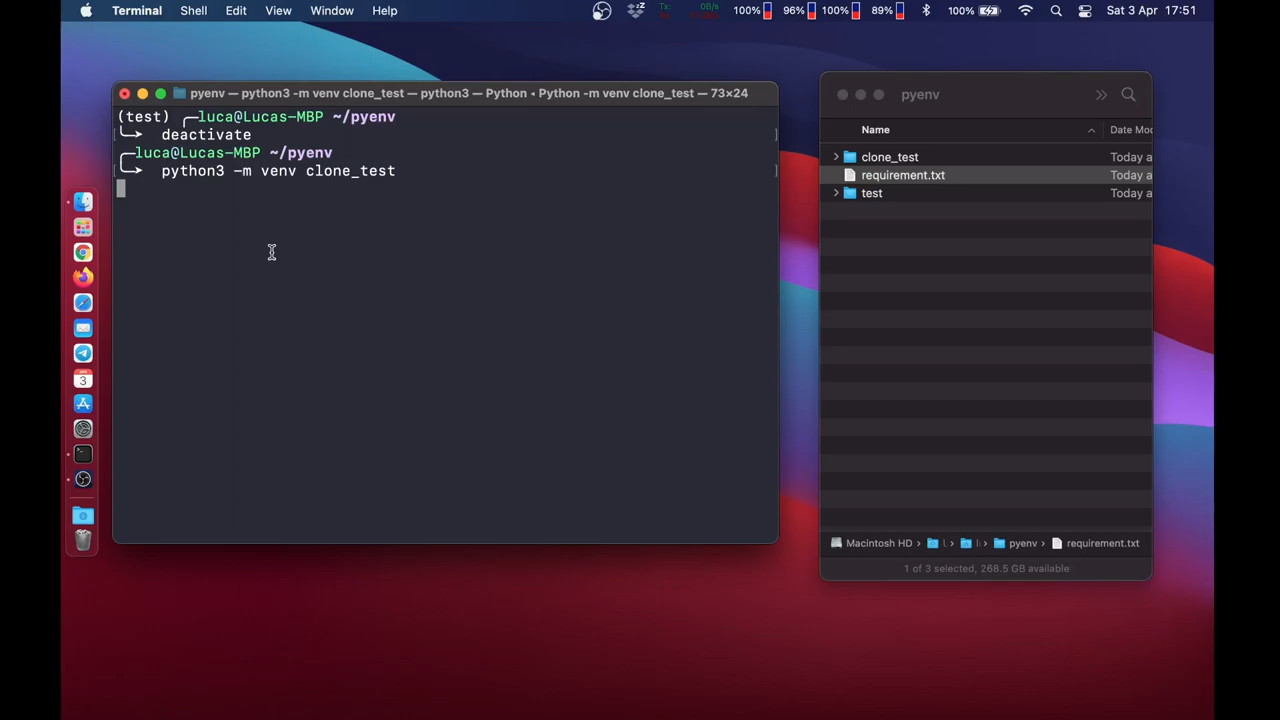 Terminal Shell Edit View Window Help 100% 96% 100% 89% 100% Sat 3 Apr 17:51
pyenv — python3 -m venv clone_test — python3 — Python ◂ Python -m venv clone_test — 73×24
(test) ╭─luca@Lucas-MBP ~/pyenv
╰─➤ deactivate
╭─luca@Lucas-MBP ~/pyenv
╰─➤ python3 -m venv clone_test
pyenv
Name Date Mod
clone_test Today a
requirement.txt Today a
test Today a
Macintosh HD › pyenv › requirement.txt
1 of 3 selected, 268.5 GB available